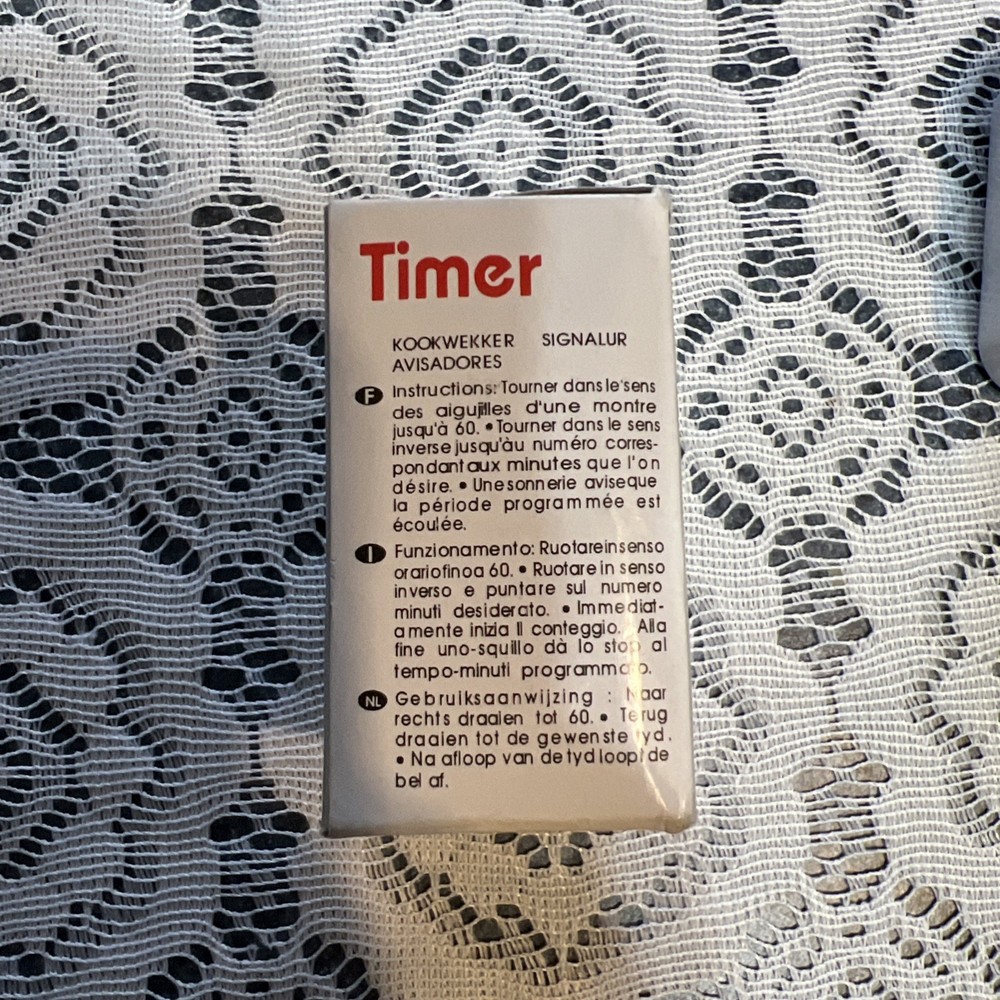 Timer
KOOKWEKKER SIGNALUR
AVISADORES
F Instructions: Tourner dans le sens
des aiguilles d'une montre
jusqu'à 60. • Tourner dans le sens
inverse jusqu'àu numéro corres-
pondant aux minutes que l'on
désire. • Une sonnerie avise que
la période programmée est
écoulée.
I Funzionamento: Ruotare in senso
orario fino a 60. • Ruotare in senso
inverso e puntare sul numero
minuti desiderato. • Immediat-
amente inizia Il conteggio. Alla
fine uno-squillo dà lo stop al
tempo-minuti programmato.
NL Gebruiksaanwijzing : Naar
rechts draaien tot 60. • Terug
draaien tot de gewenste tyd.
• Na afloop van de tyd loopt de
bel af.